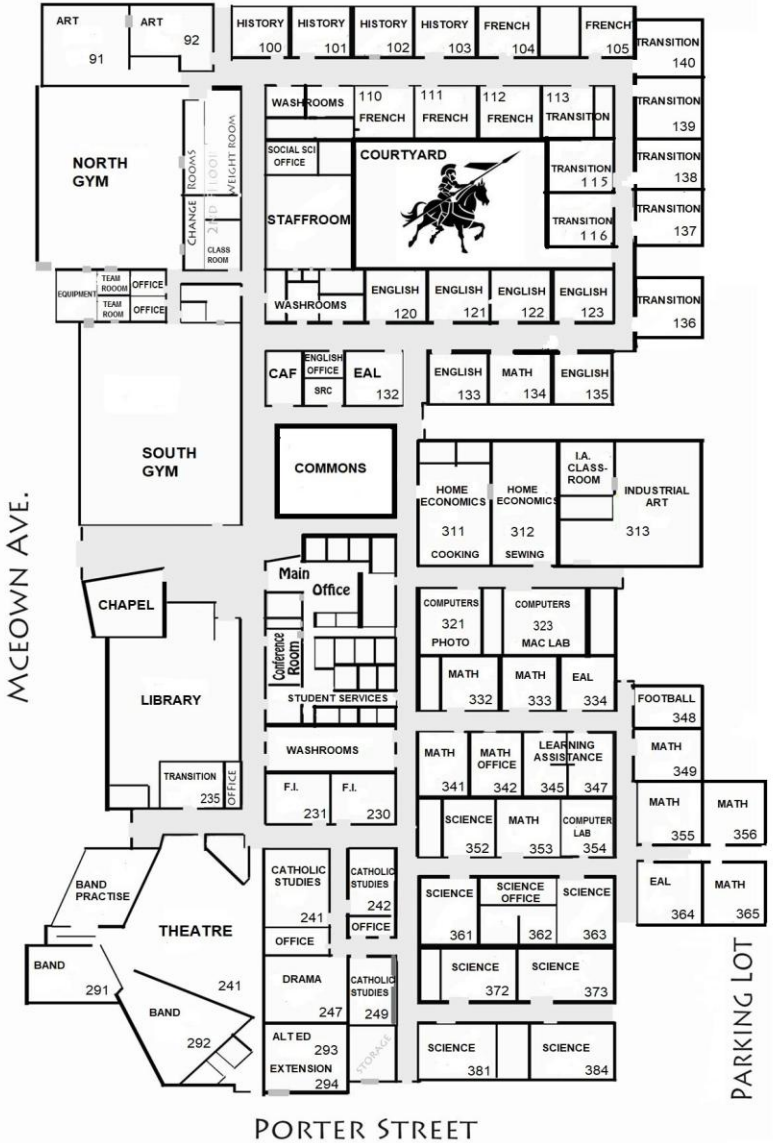 ART
91
ART
92
HISTORY
100
HISTORY
101
HISTORY
102
HISTORY
103
FRENCH
104
FRENCH
105
TRANSITION
140
NORTH
GYM
CHANGE ROOMS
2ND FLOOR
WEIGHT ROOM
CLASS
ROOM
WASHROOMS
110
FRENCH
111
FRENCH
112
FRENCH
113
TRANSITION
TRANSITION
139
SOCIAL SCI
OFFICE
COURTYARD
TRANSITION
115
TRANSITION
138
STAFFROOM
TRANSITION
116
TRANSITION
137
EQUIPMENT
TEAM
ROOOM
OFFICE
TEAM
ROOM
OFFICE
WASHROOMS
ENGLISH
120
ENGLISH
121
ENGLISH
122
ENGLISH
123
TRANSITION
136
CAF
ENGLISH
OFFICE
SRC
EAL
132
ENGLISH
133
MATH
134
ENGLISH
135
SOUTH
GYM
COMMONS
HOME
ECONOMICS
311
COOKING
HOME
ECONOMICS
312
SEWING
I.A.
CLASS-
ROOM
INDUSTRIAL
ART
313
MCEOWN AVE.
CHAPEL
Main
Office
Conference
Room
STUDENT SERVICES
COMPUTERS
321
PHOTO
COMPUTERS
323
MAC LAB
MATH
332
MATH
333
EAL
334
LIBRARY
TRANSITION
235
OFFICE
WASHROOMS
F.I.
231
F.I.
230
MATH
341
MATH
OFFICE
342
LEARNING
ASSISTANCE
345
347
FOOTBALL
348
MATH
349
SCIENCE
352
MATH
353
COMPUTER
LAB
354
MATH
355
MATH
356
BAND
PRACTISE
THEATRE
241
CATHOLIC
STUDIES
241
OFFICE
CATHOLIC
STUDIES
242
OFFICE
SCIENCE
361
SCIENCE
OFFICE
362
SCIENCE
363
EAL
364
MATH
365
BAND
291
BAND
292
DRAMA
247
CATHOLIC
STUDIES
249
SCIENCE
372
SCIENCE
373
ALT ED
293
EXTENSION
294
STORAGE
SCIENCE
381
SCIENCE
384
PARKING LOT
PORTER STREET